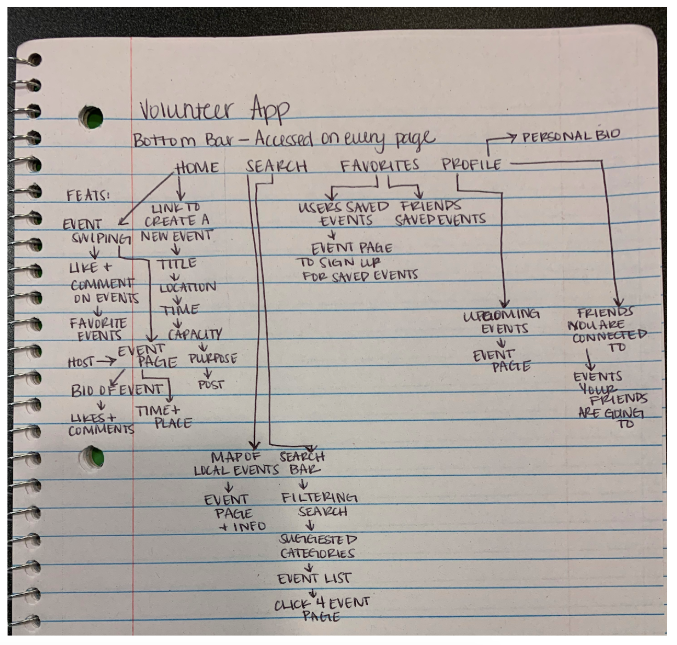 Volunteer App
Bottom Bar – Accessed on every page
→ PERSONAL BIO
HOME SEARCH FAVORITES PROFILE
FEATS:
EVENT
SWIPING
↓
LIKE +
COMMENT
ON EVENTS
↓
FAVORITE
EVENTS
LINK TO
CREATE A
NEW EVENT
↓
TITLE
↓
LOCATION
↓
TIME
↓
CAPACITY
↓
PURPOSE
↓
POST
HOST → EVENT
PAGE
BIO OF EVENT
↓
LIKES +
COMMENTS
TIME +
PLACE
MAP OF
LOCAL EVENTS
↓
EVENT
PAGE
+ INFO
SEARCH
BAR
↓
FILTERING
SEARCH
↓
SUGGESTED
CATEGORIES
↓
EVENT LIST
↓
CLICK 4 EVENT
PAGE
USERS SAVED
EVENTS
↓
EVENT PAGE
TO SIGN UP
FOR SAVED EVENTS
FRIENDS
SAVED EVENTS
UPCOMING
EVENTS
↓
EVENT
PAGE
FRIENDS
YOU ARE
CONNECTED
TO
↓
EVENTS
YOUR
FRIENDS
ARE GOING
TO